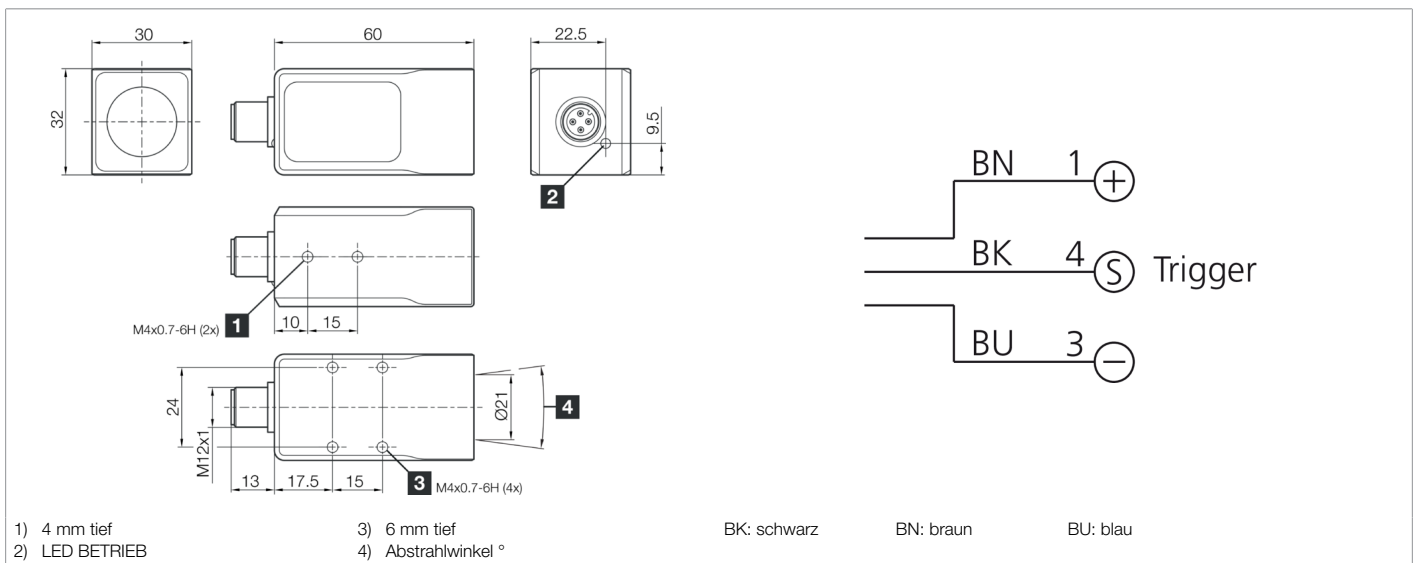 30
60
22.5
32
9.5
2
BN 1
BK 4 S Trigger
BU 3
M4x0.7-6H (2x) 1
10 15
24
M12x1
Ø21
4
13 17.5 15
3 M4x0.7-6H (4x)
1) 4 mm tief
2) LED BETRIEB
3) 6 mm tief
4) Abstrahlwinkel °
BK: schwarz BN: braun BU: blau